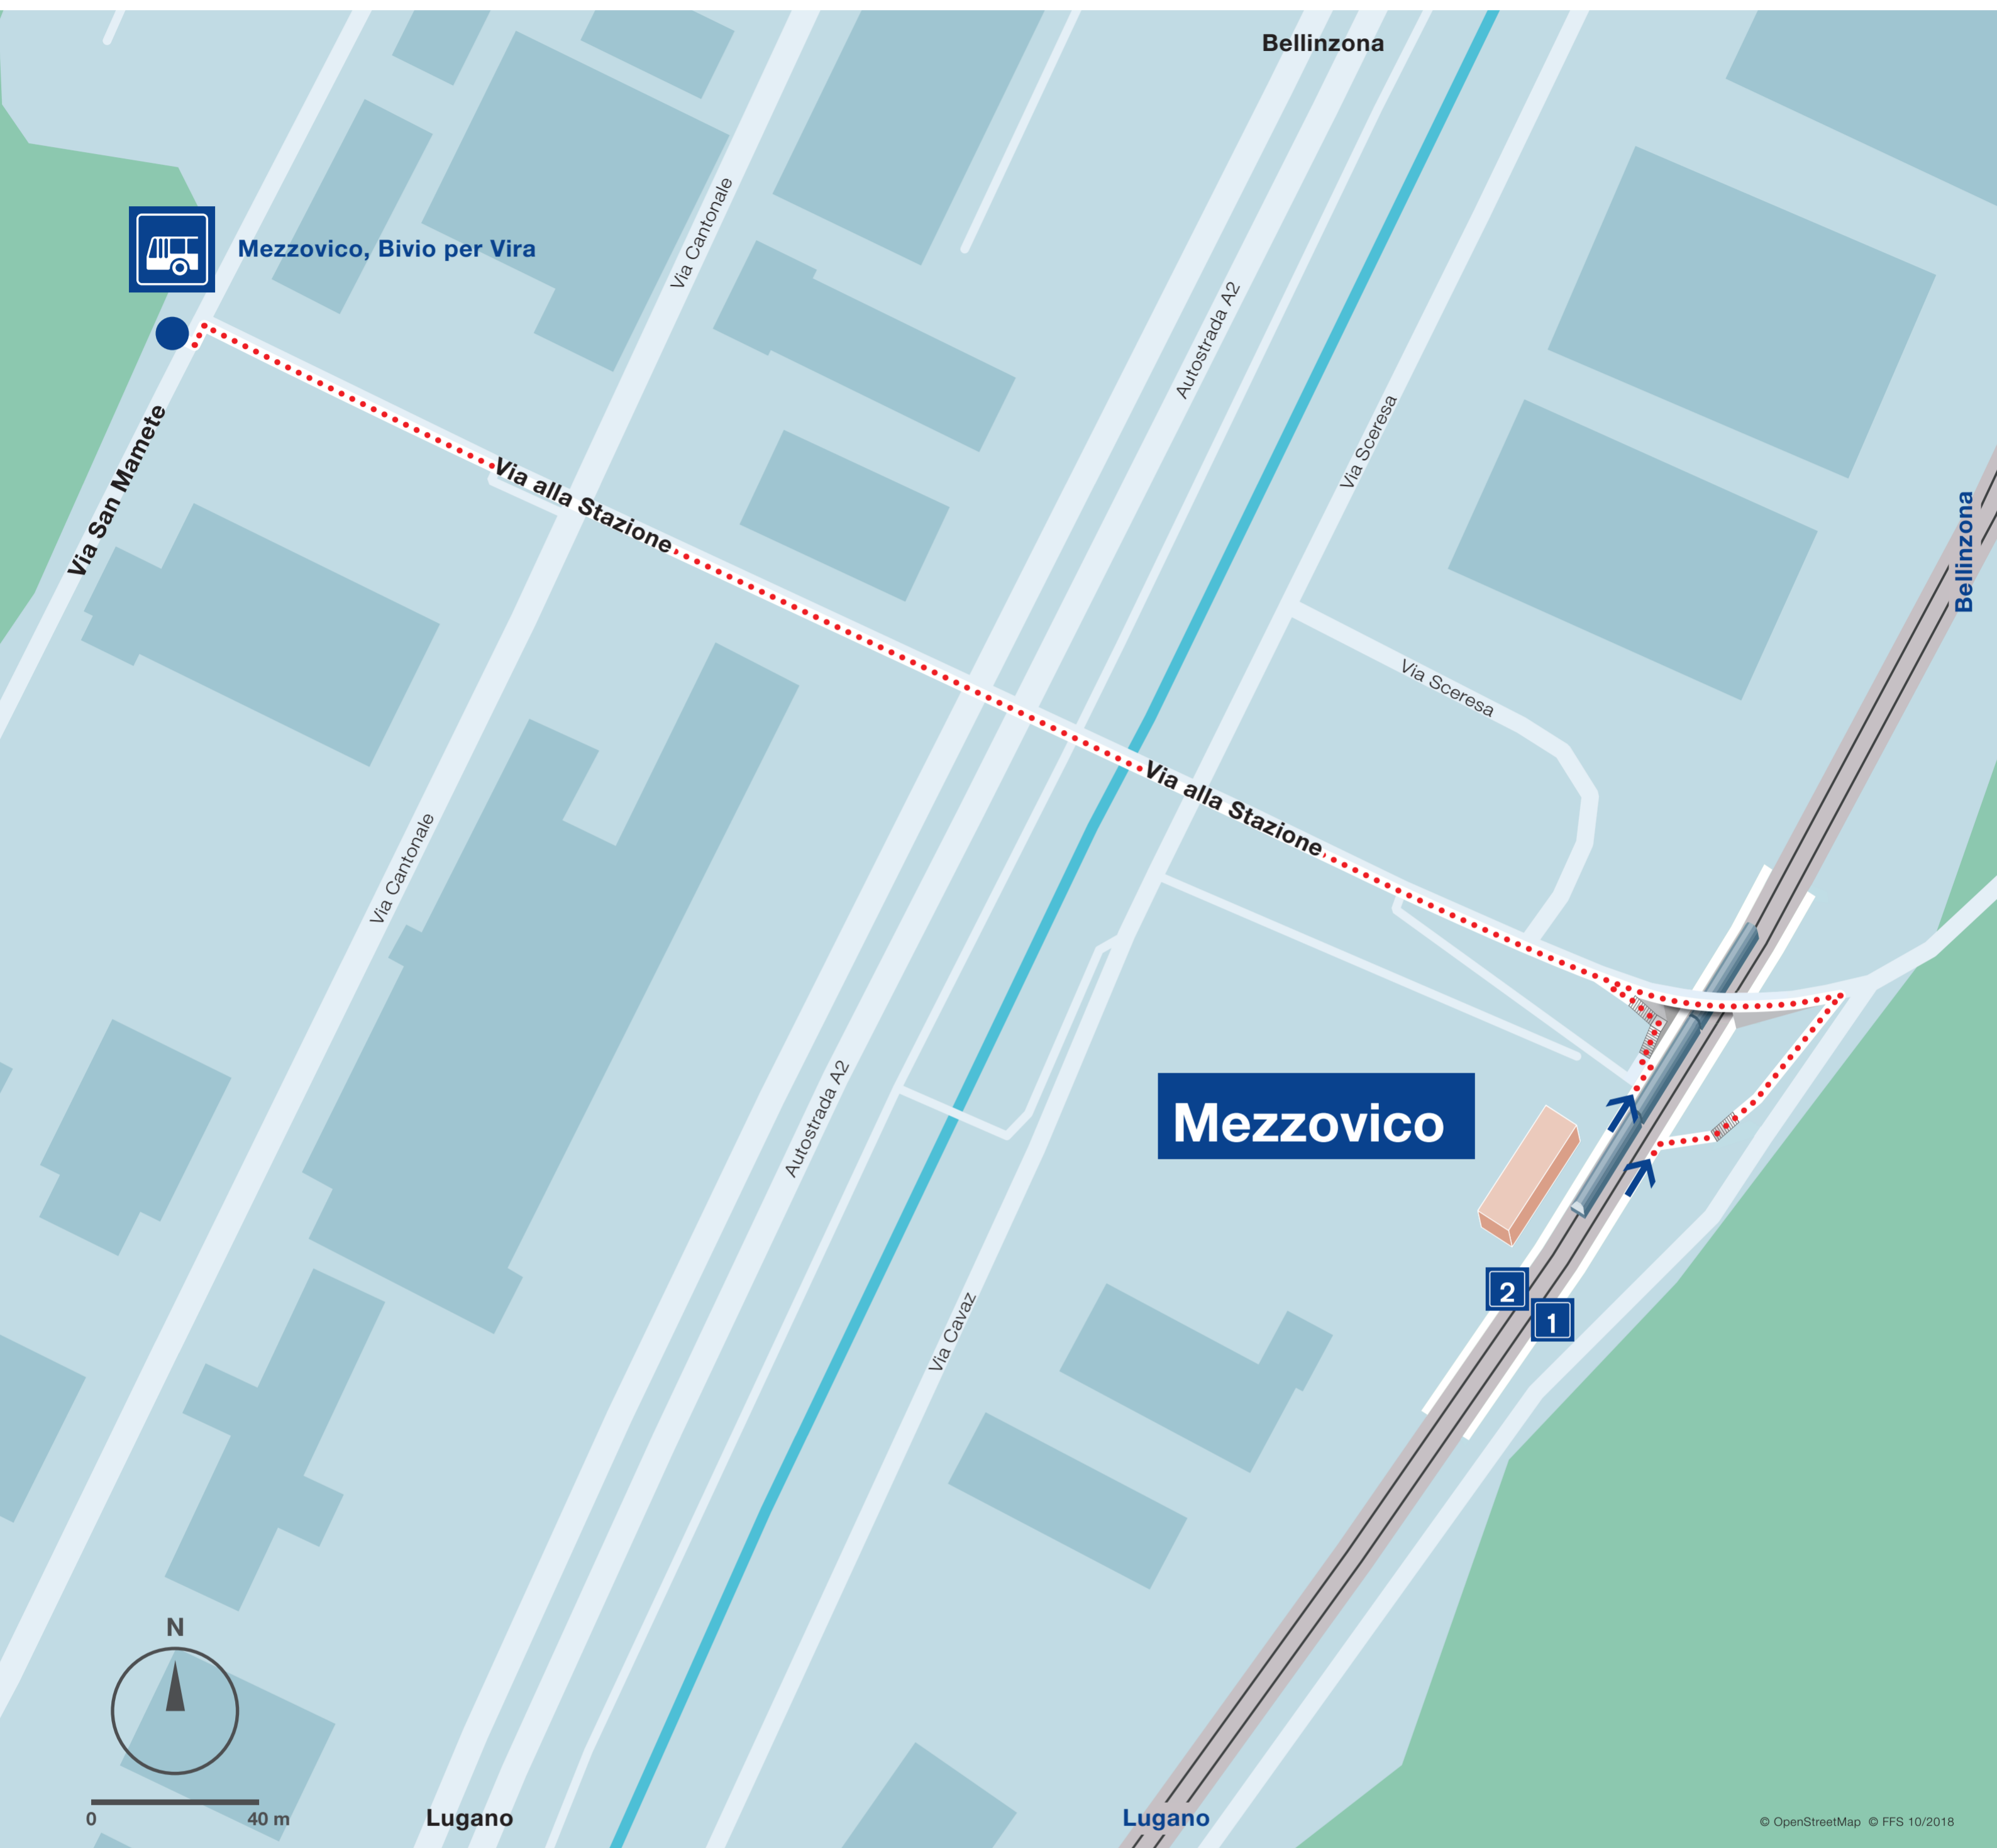 Bellinzona
Via Cantonale
Mezzovico, Bivio per Vira
Autostrada A2
Via Sceresa
Via San Mamete
Via alla Stazione
Bellinzona
Via Sceresa
Via alla Stazione
Via Cantonale
Autostrada A2
Mezzovico
2
1
Via Cavaz
N
0 40 m
Lugano
Lugano
© OpenStreetMap © FFS 10/2018